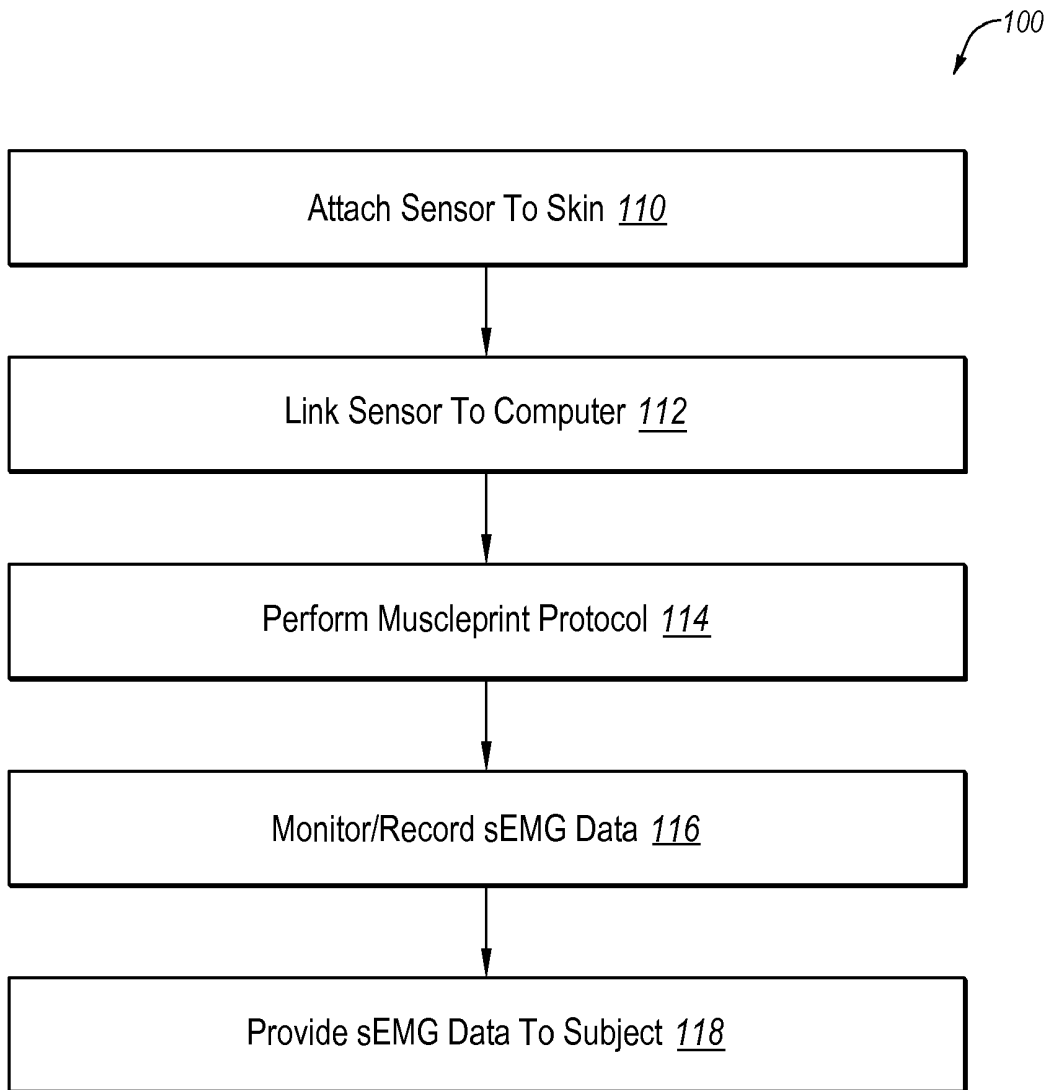 100
Attach Sensor To Skin 110
Link Sensor To Computer 112
Perform Muscleprint Protocol 114
Monitor/Record sEMG Data 116
Provide sEMG Data To Subject 118